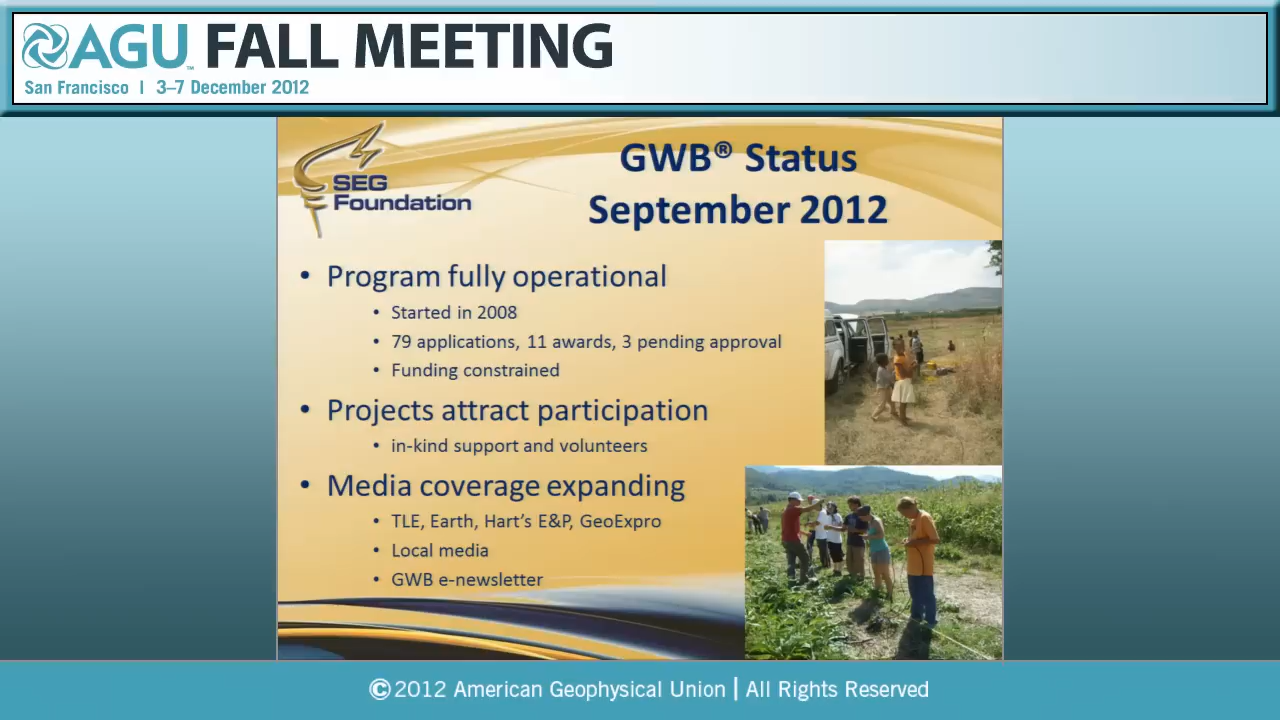 AGU™ FALL MEETING
San Francisco | 3–7 December 2012
SEG
Foundation
GWB® Status
September 2012
• Program fully operational
• Started in 2008
• 79 applications, 11 awards, 3 pending approval
• Funding constrained
• Projects attract participation
• in-kind support and volunteers
• Media coverage expanding
• TLE, Earth, Hart's E&P, GeoExpro
• Local media
• GWB e-newsletter
©2012 American Geophysical Union | All Rights Reserved